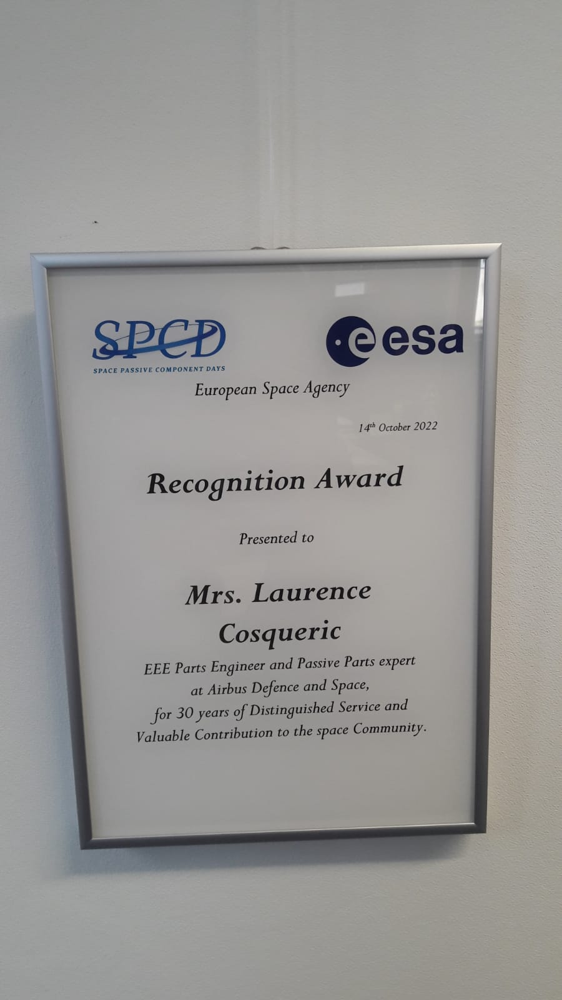 SPCD
SPACE PASSIVE COMPONENT DAYS
esa
European Space Agency
14th October 2022
Recognition Award
Presented to
Mrs. Laurence
Cosqueric
EEE Parts Engineer and Passive Parts expert
at Airbus Defence and Space,
for 30 years of Distinguished Service and
Valuable Contribution to the space Community.